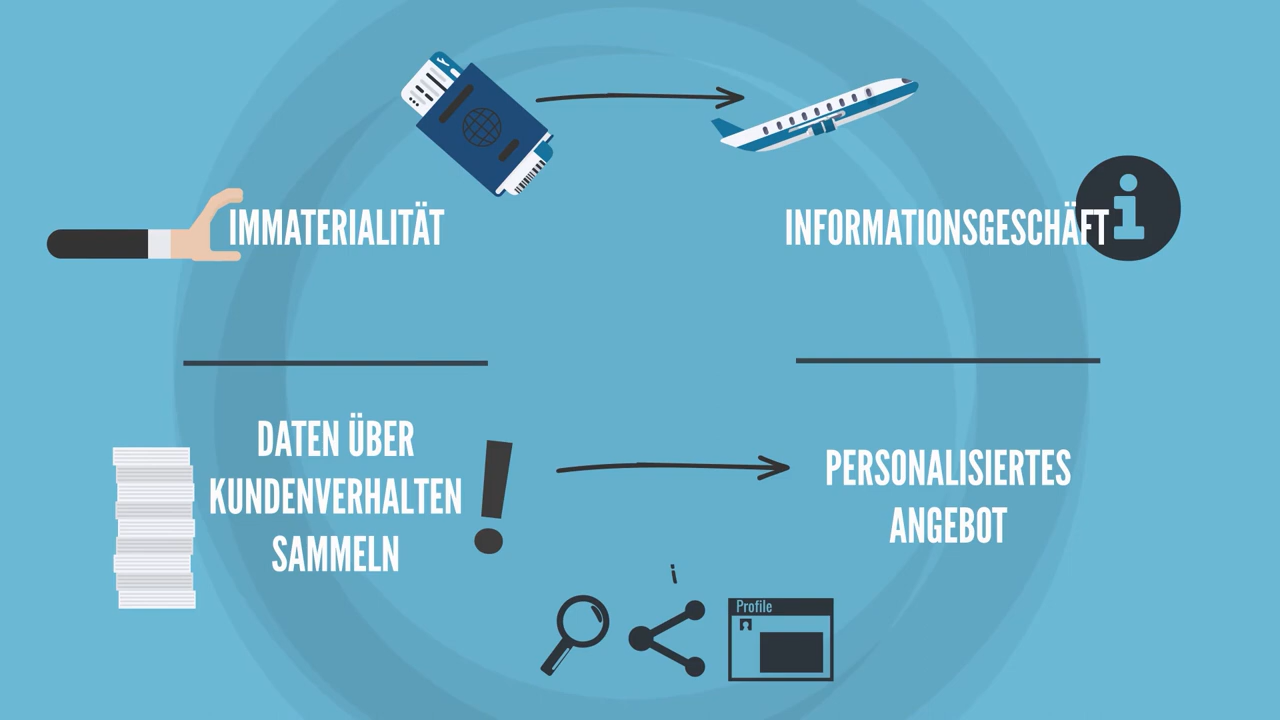 IMMATERIALITÄT
INFORMATIONSGESCHÄFT
DATEN ÜBER
KUNDENVERHALTEN
SAMMELN
PERSONALISIERTES
ANGEBOT
Profile